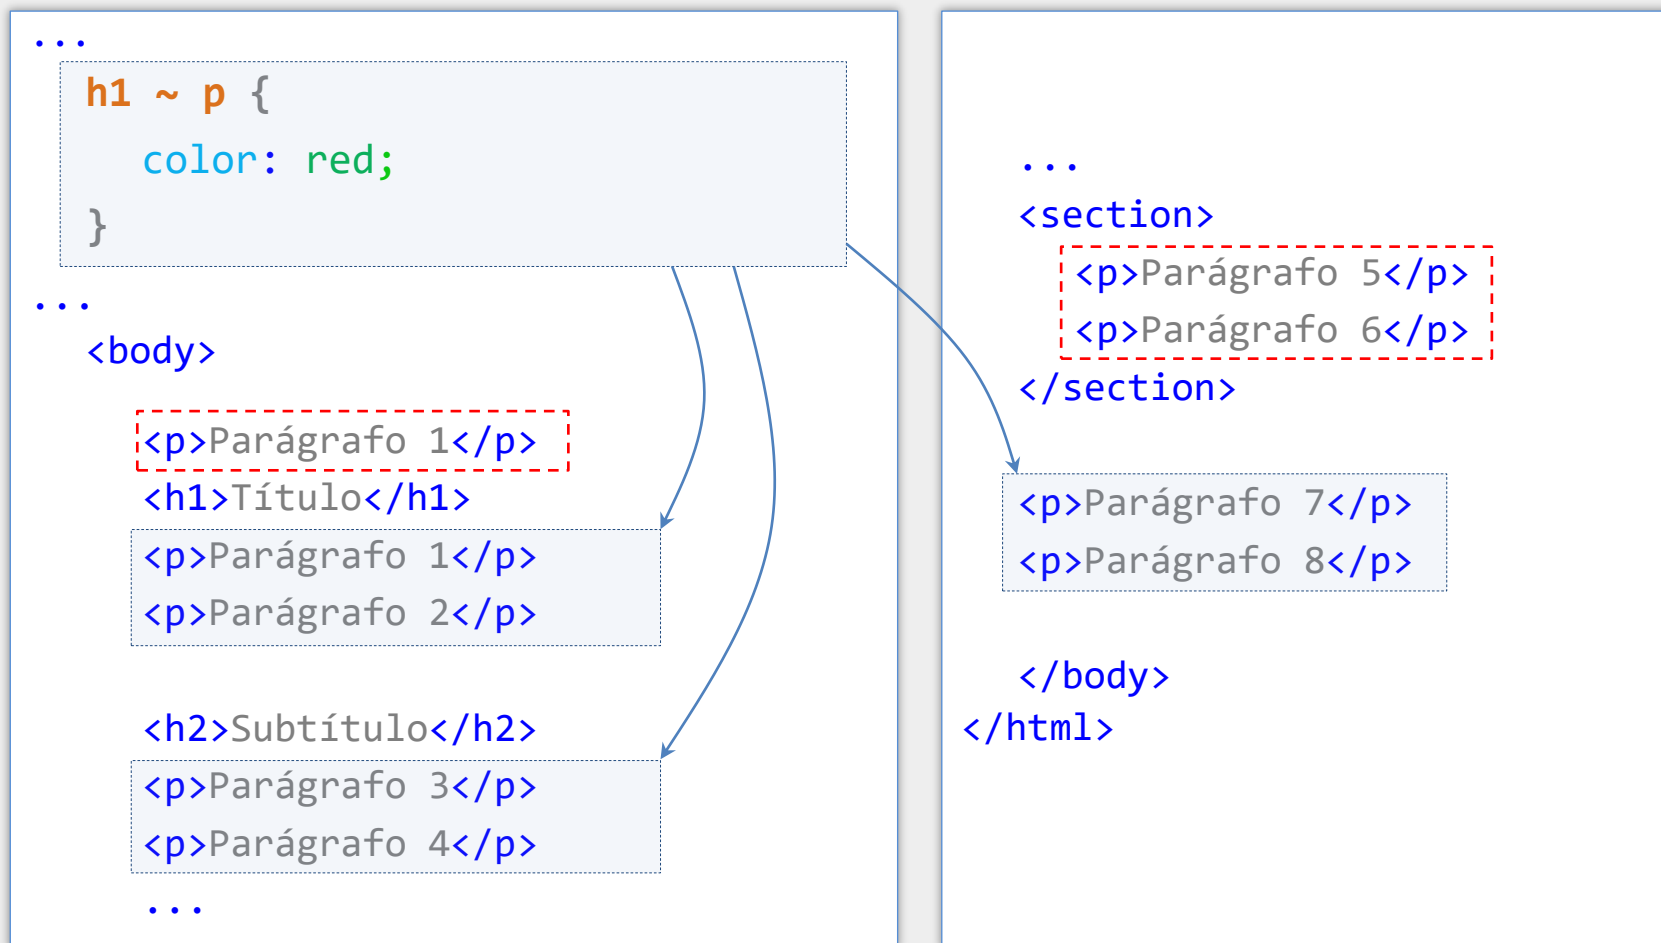 ...
h1 ~ p {
color: red;
}
...
<body>
<p>Parágrafo 1</p>
<h1>Título</h1>
<p>Parágrafo 1</p>
<p>Parágrafo 2</p>
<h2>Subtítulo</h2>
<p>Parágrafo 3</p>
<p>Parágrafo 4</p>
...
...
<section>
<p>Parágrafo 5</p>
<p>Parágrafo 6</p>
</section>
<p>Parágrafo 7</p>
<p>Parágrafo 8</p>
</body>
</html>